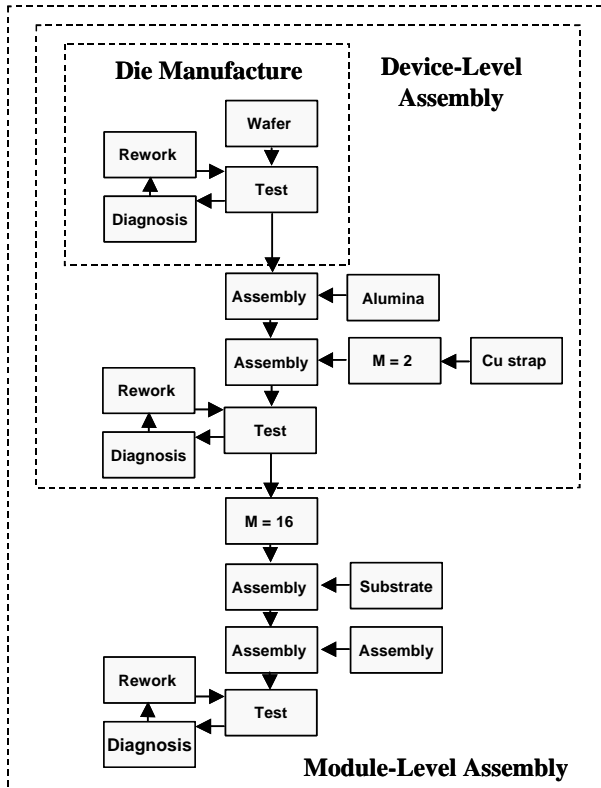 Die Manufacture
Device-Level
Assembly
Wafer
Rework
Test
Diagnosis
Assembly
Alumina
Assembly
M = 2
Cu strap
Rework
Test
Diagnosis
M = 16
Assembly
Substrate
Assembly
Assembly
Rework
Test
Diagnosis
Module-Level Assembly